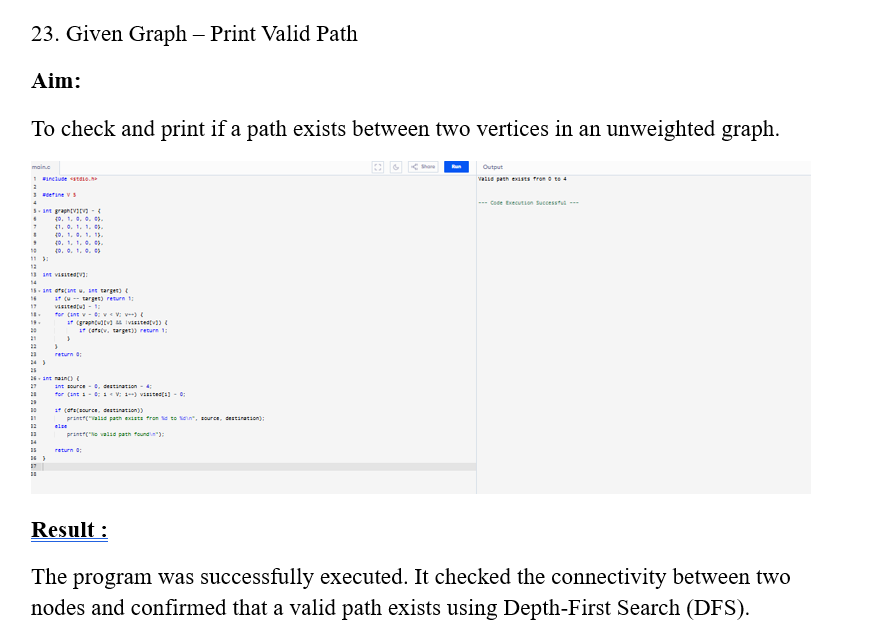 23. Given Graph – Print Valid Path
Aim:
To check and print if a path exists between two vertices in an unweighted graph.
main.c
Share
Run
Output
1 #include <stdio.h>
2
3 #define V 5
4
5 int graph[V][V] = {
6 {0, 1, 0, 0, 0},
7 {1, 0, 1, 1, 0},
8 {0, 1, 0, 1, 1},
9 {0, 1, 1, 0, 0},
10 {0, 0, 1, 0, 0}
11 };
12
13 int visited[V];
14
15 int dfs(int u, int target) {
16 if (u == target) return 1;
17 visited[u] = 1;
18 for (int v = 0; v < V; v++) {
19 if (graph[u][v] && !visited[v]) {
20 if (dfs(v, target)) return 1;
21 }
22 }
23 return 0;
24 }
25
26 int main() {
27 int source = 0, destination = 4;
28 for (int i = 0; i < V; i++) visited[i] = 0;
29
30 if (dfs(source, destination))
31 printf("Valid path exists from %d to %d\n", source, destination);
32 else
33 printf("No valid path found\n");
34
35 return 0;
36 }
37
38
Valid path exists from 0 to 4
=== Code Execution Successful ===
Result :
The program was successfully executed. It checked the connectivity between two
nodes and confirmed that a valid path exists using Depth-First Search (DFS).